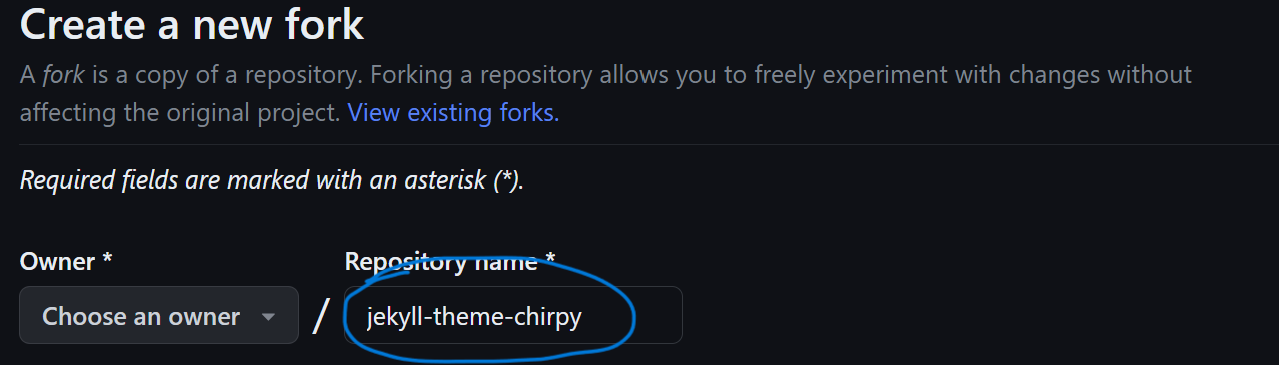 Create a new fork
A fork is a copy of a repository. Forking a repository allows you to freely experiment with changes without
affecting the original project. View existing forks.
Required fields are marked with an asterisk (*).
Owner * Repository name *
Choose an owner / jekyll-theme-chirpy